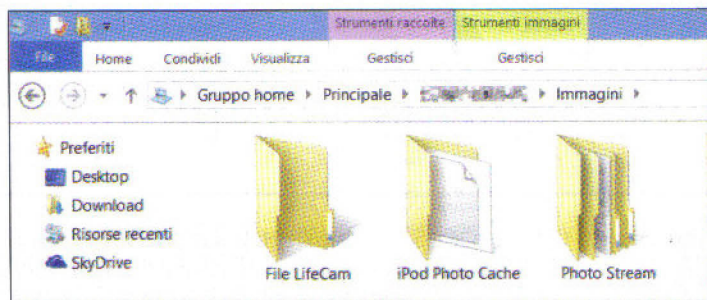 Strumenti raccolte Strumenti immagini
File Home Condividi Visualizza Gestisci Gestisci
Gruppo home Principale Immagini
Preferiti
Desktop
Download
Risorse recenti
SkyDrive
File LifeCam iPod Photo Cache Photo Stream